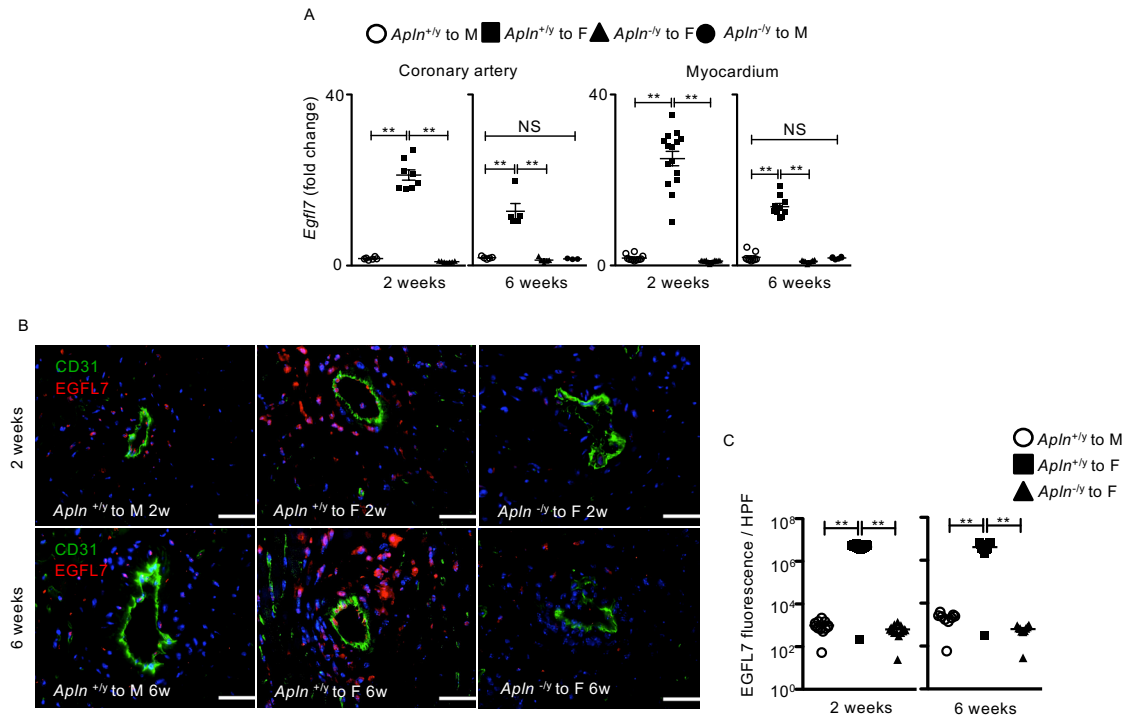 A
Apln+/y to M Apln+/y to F Apln-/y to F Apln-/y to M
Coronary artery Myocardium
Egfl7 (fold change)
40 40
** ** ** ** NS ** ** ** ** NS
0 0
2 weeks 6 weeks 2 weeks 6 weeks
B
CD31
EGFL7
2 weeks
Apln +/y to M 2w Apln +/y to F 2w Apln -/y to F 2w
CD31
EGFL7
6 weeks
Apln +/y to M 6w Apln +/y to F 6w Apln -/y to F 6w
C
Apln+/y to M
Apln+/y to F
Apln-/y to F
EGFL7 fluorescence / HPF
** ** ** **
10^8
10^6
10^4
10^2
10^0
2 weeks 6 weeks